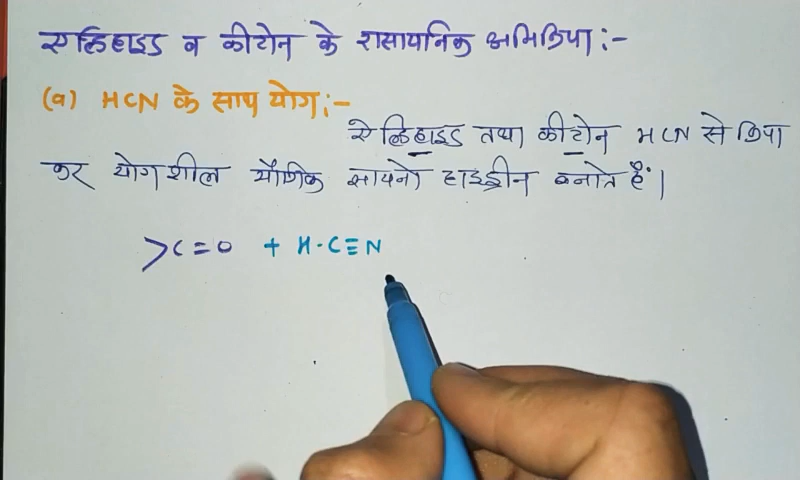 एल्डिहाइड व कीटोन के रासायनिक अभिक्रिया:-
(a) HCN के साथ योग:-
एल्डिहाइड तथा कीटोन HCN से क्रिया
कर योगशील यौगिक सायनो हाइड्रीन बनाते हैं।
>C=O + H-C≡N